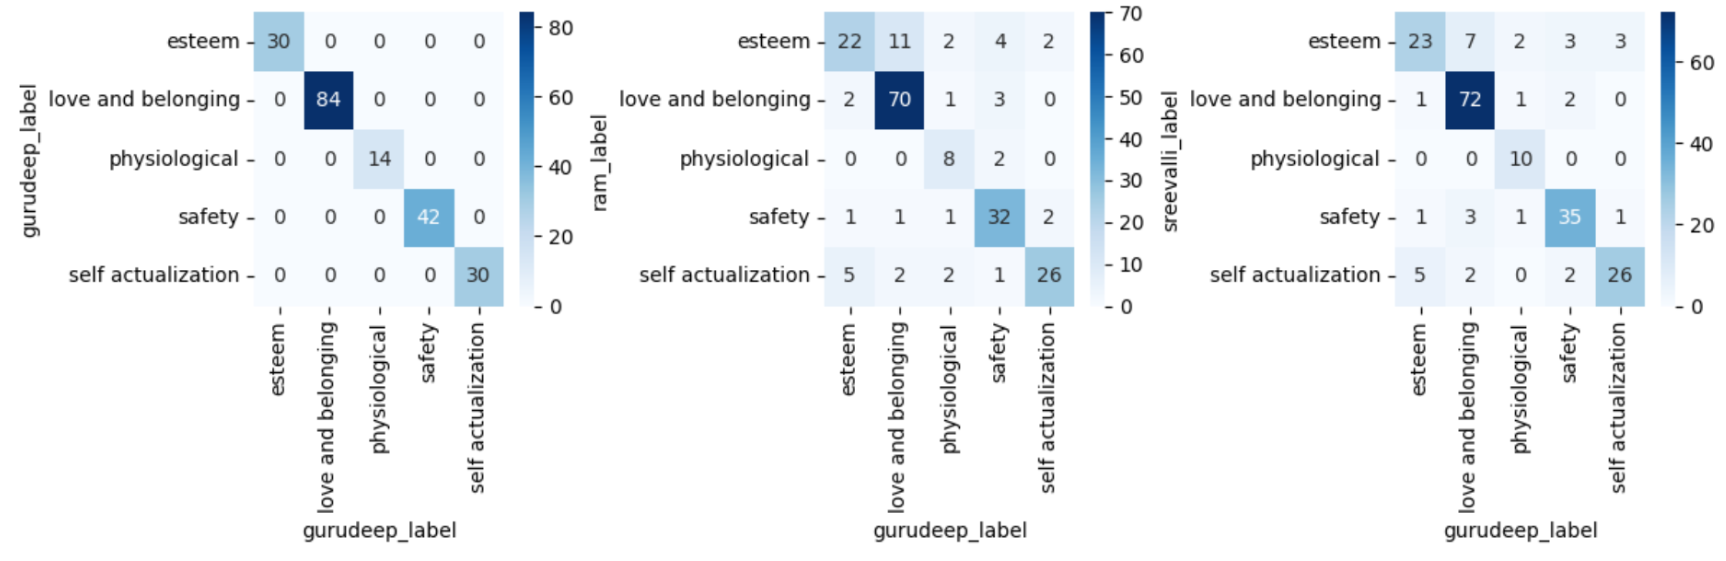 gurudeep_label
esteem 30 0 0 0 0
love and belonging 0 84 0 0 0
physiological 0 0 14 0 0
safety 0 0 0 42 0
self actualization 0 0 0 0 30
esteem
love and belonging
physiological
safety
self actualization
gurudeep_label
80
60
40
20
0
ram_label
esteem 22 11 2 4 2
love and belonging 2 70 1 3 0
physiological 0 0 8 2 0
safety 1 1 1 32 2
self actualization 5 2 2 1 26
esteem
love and belonging
physiological
safety
self actualization
gurudeep_label
70
60
50
40
30
20
10
0
sreevalli_label
esteem 23 7 2 3 3
love and belonging 1 72 1 2 0
physiological 0 0 10 0 0
safety 1 3 1 35 1
self actualization 5 2 0 2 26
esteem
love and belonging
physiological
safety
self actualization
gurudeep_label
60
40
20
0